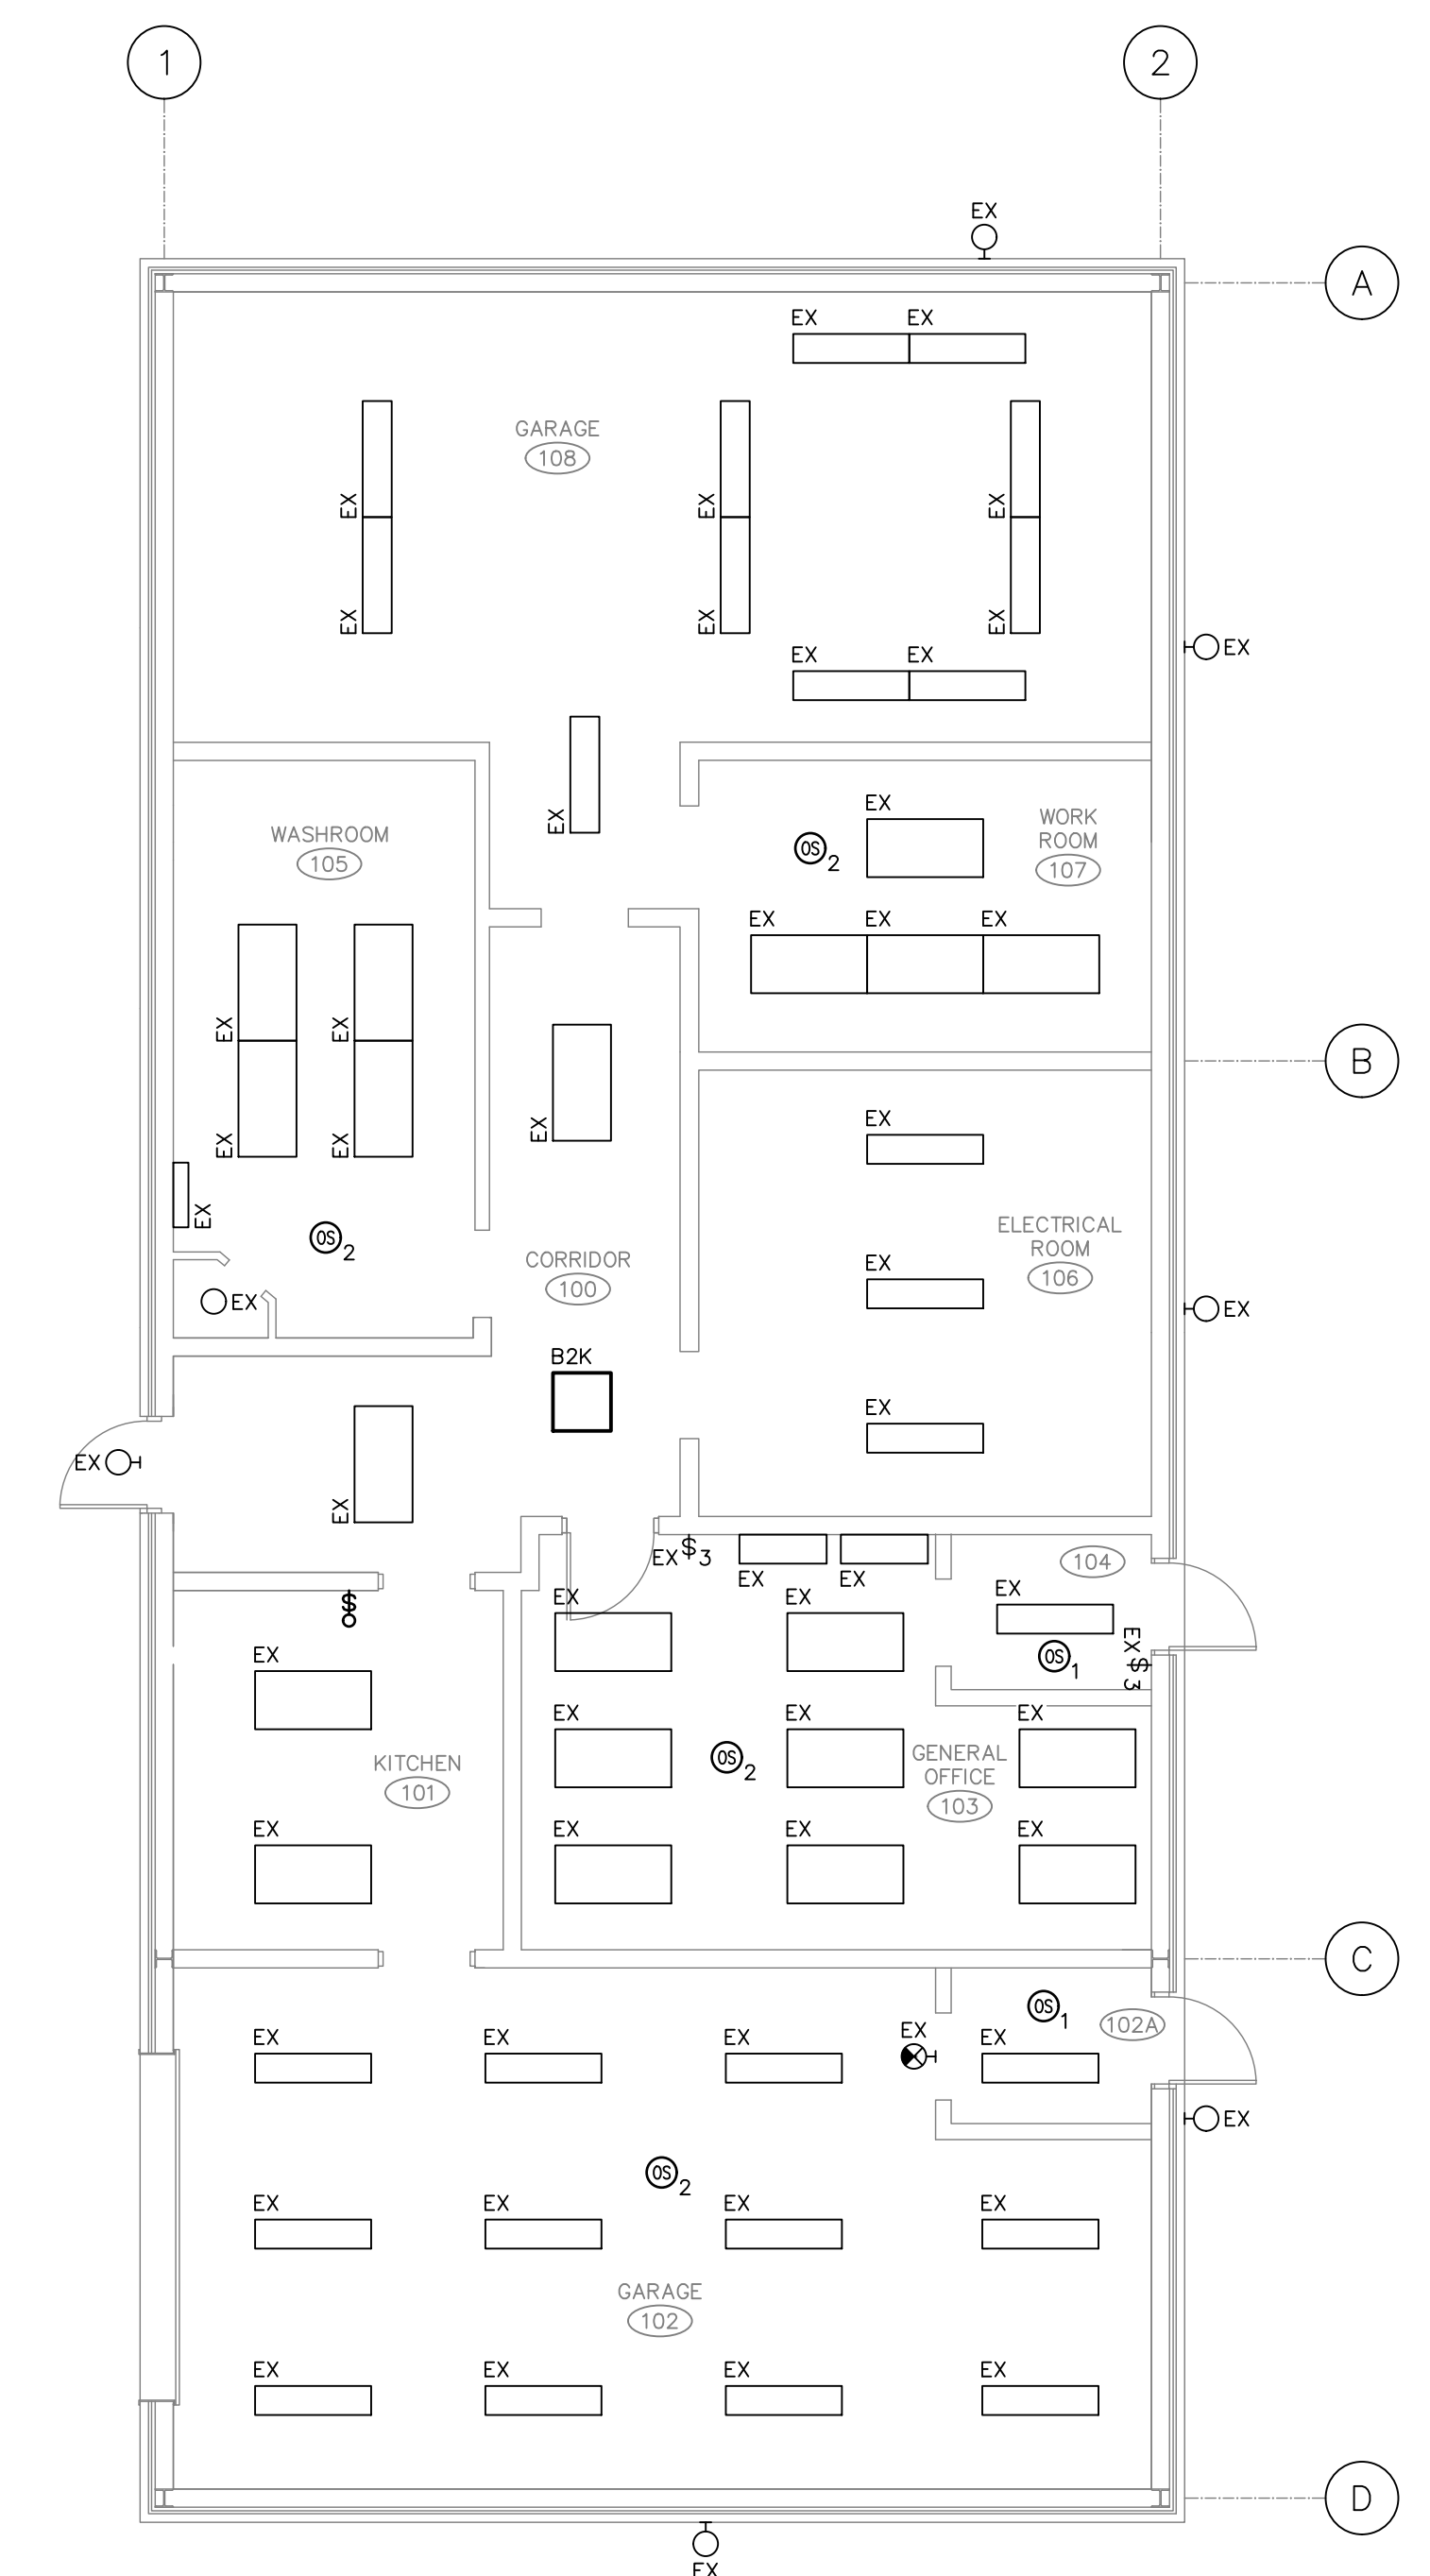 1
2
EX
A
EX EX
GARAGE
108
EX
EX
EX
EX
EX
EX
EX EX
EX
EX
EX
WORK
ROOM
107
OS 2
WASHROOM
105
EX EX EX
EX
EX
EX
EX
B
EX
EX
EX
EX
OS 2
ELECTRICAL
ROOM
106
CORRIDOR
100
EX
EX
EX
B2K
EX
EX
EX
EX $ 3
104
EX
EX
$
EX
EX
EX
EX $ 3
OS 1
EX
EX
EX
EX
OS 2
GENERAL
OFFICE
103
KITCHEN
101
EX
EX
EX
EX
C
OS 1
102A
EX
EX
EX
EX
EX
EX
OS 2
EX
EX
EX
EX
GARAGE
102
EX
EX
EX
EX
D
EX